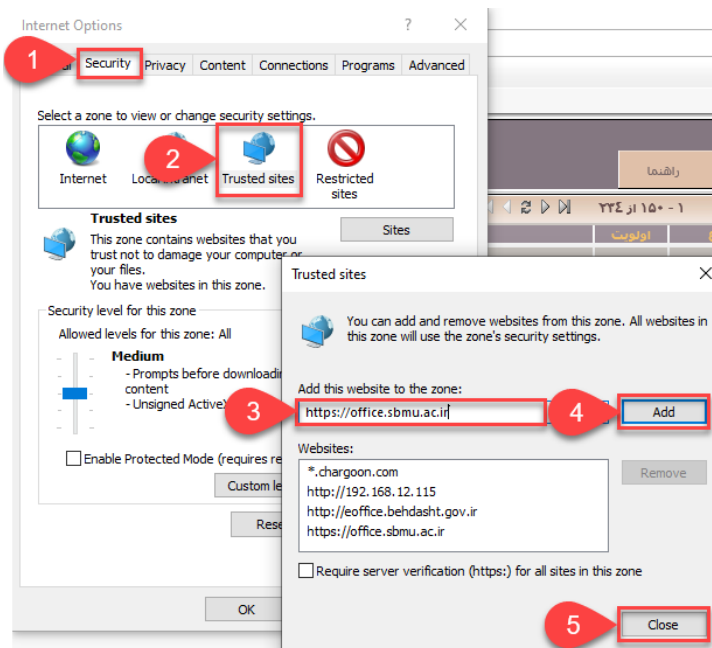 Internet Options
1
Security
Privacy
Content
Connections
Programs
Advanced
Select a zone to view or change security settings.
2
Internet
Local intranet
Trusted sites
Restricted sites
Trusted sites
Sites
This zone contains websites that you
trust not to damage your computer or
your files.
You have websites in this zone.
Security level for this zone
Allowed levels for this zone: All
Medium
- Prompts before downloadi
content
- Unsigned Active
Enable Protected Mode (requires re
Custom le
Rese
OK
راهنما
۱ - ۱۵۰ از ۲۳٤
اولویت
Trusted sites
You can add and remove websites from this zone. All websites in
this zone will use the zone's security settings.
Add this website to the zone:
3
https://office.sbmu.ac.ir
4
Add
Websites:
*.chargoon.com
http://192.168.12.115
http://eoffice.behdasht.gov.ir
https://office.sbmu.ac.ir
Remove
Require server verification (https:) for all sites in this zone
5
Close